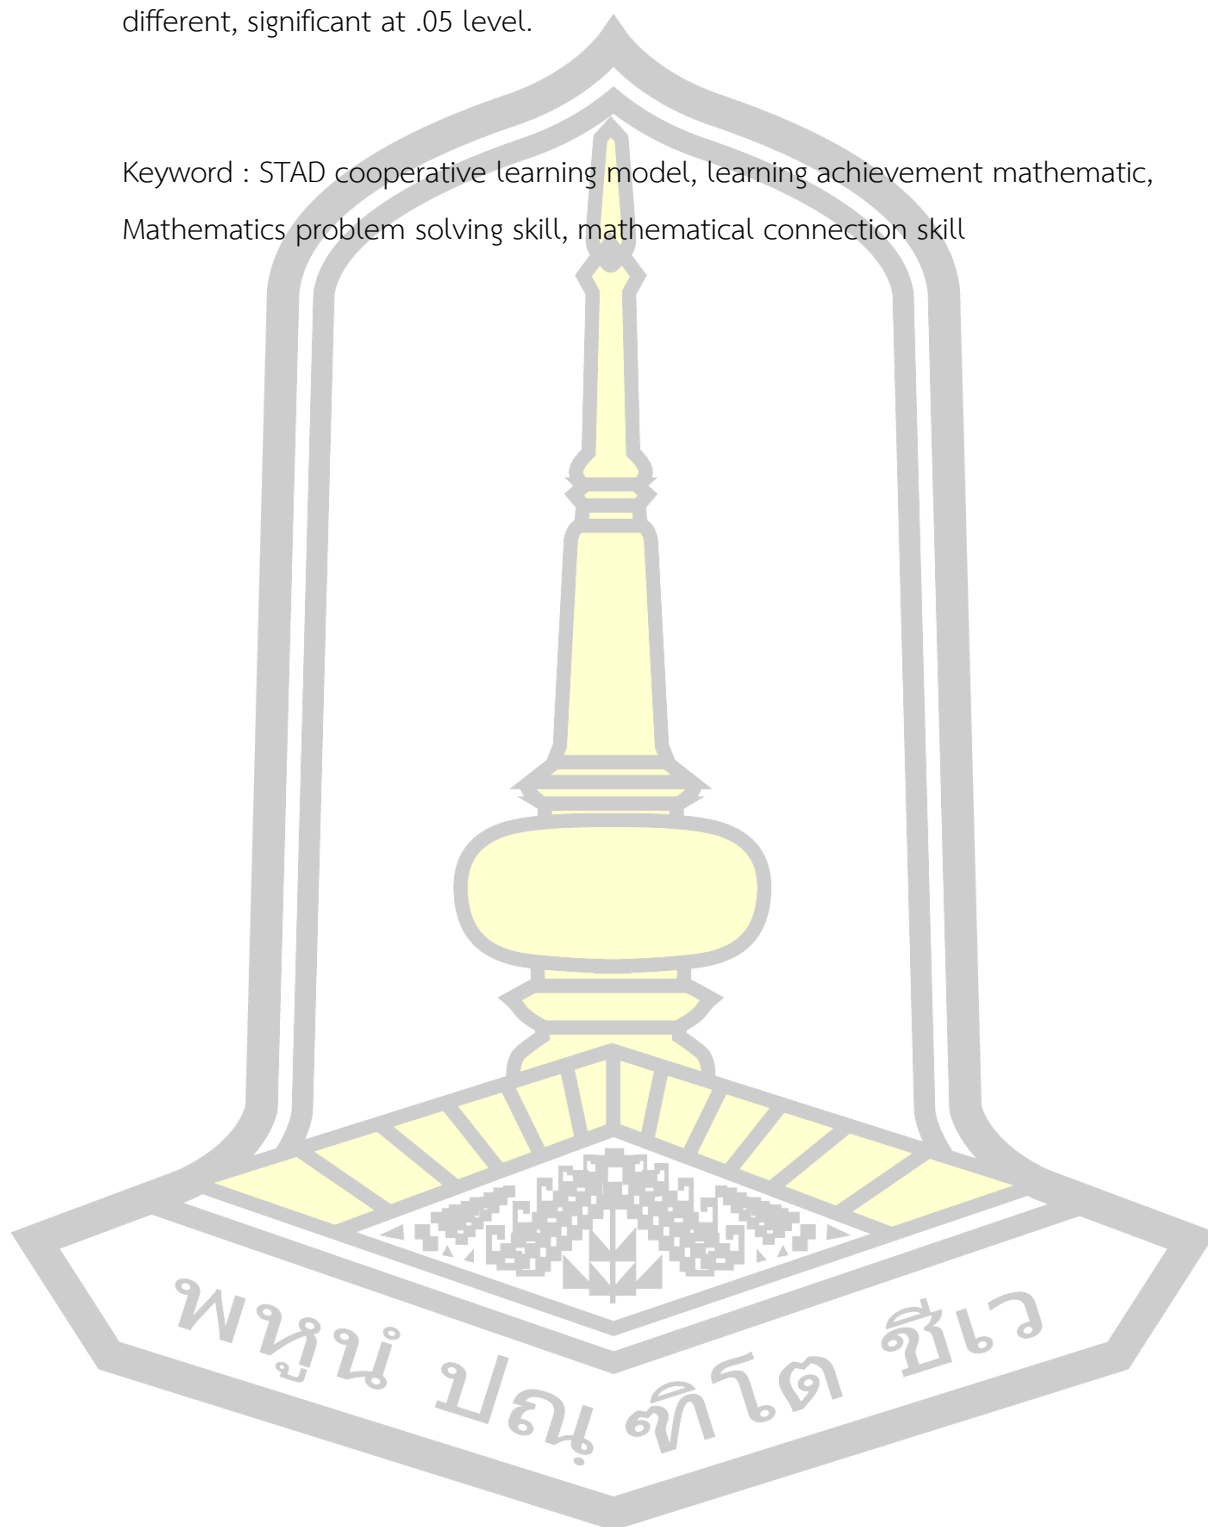 different, significant at .05 level.
Keyword : STAD cooperative learning model, learning achievement mathematic,
Mathematics problem solving skill, mathematical connection skill
พหูนํ ปณฺฑิโต ชีเว